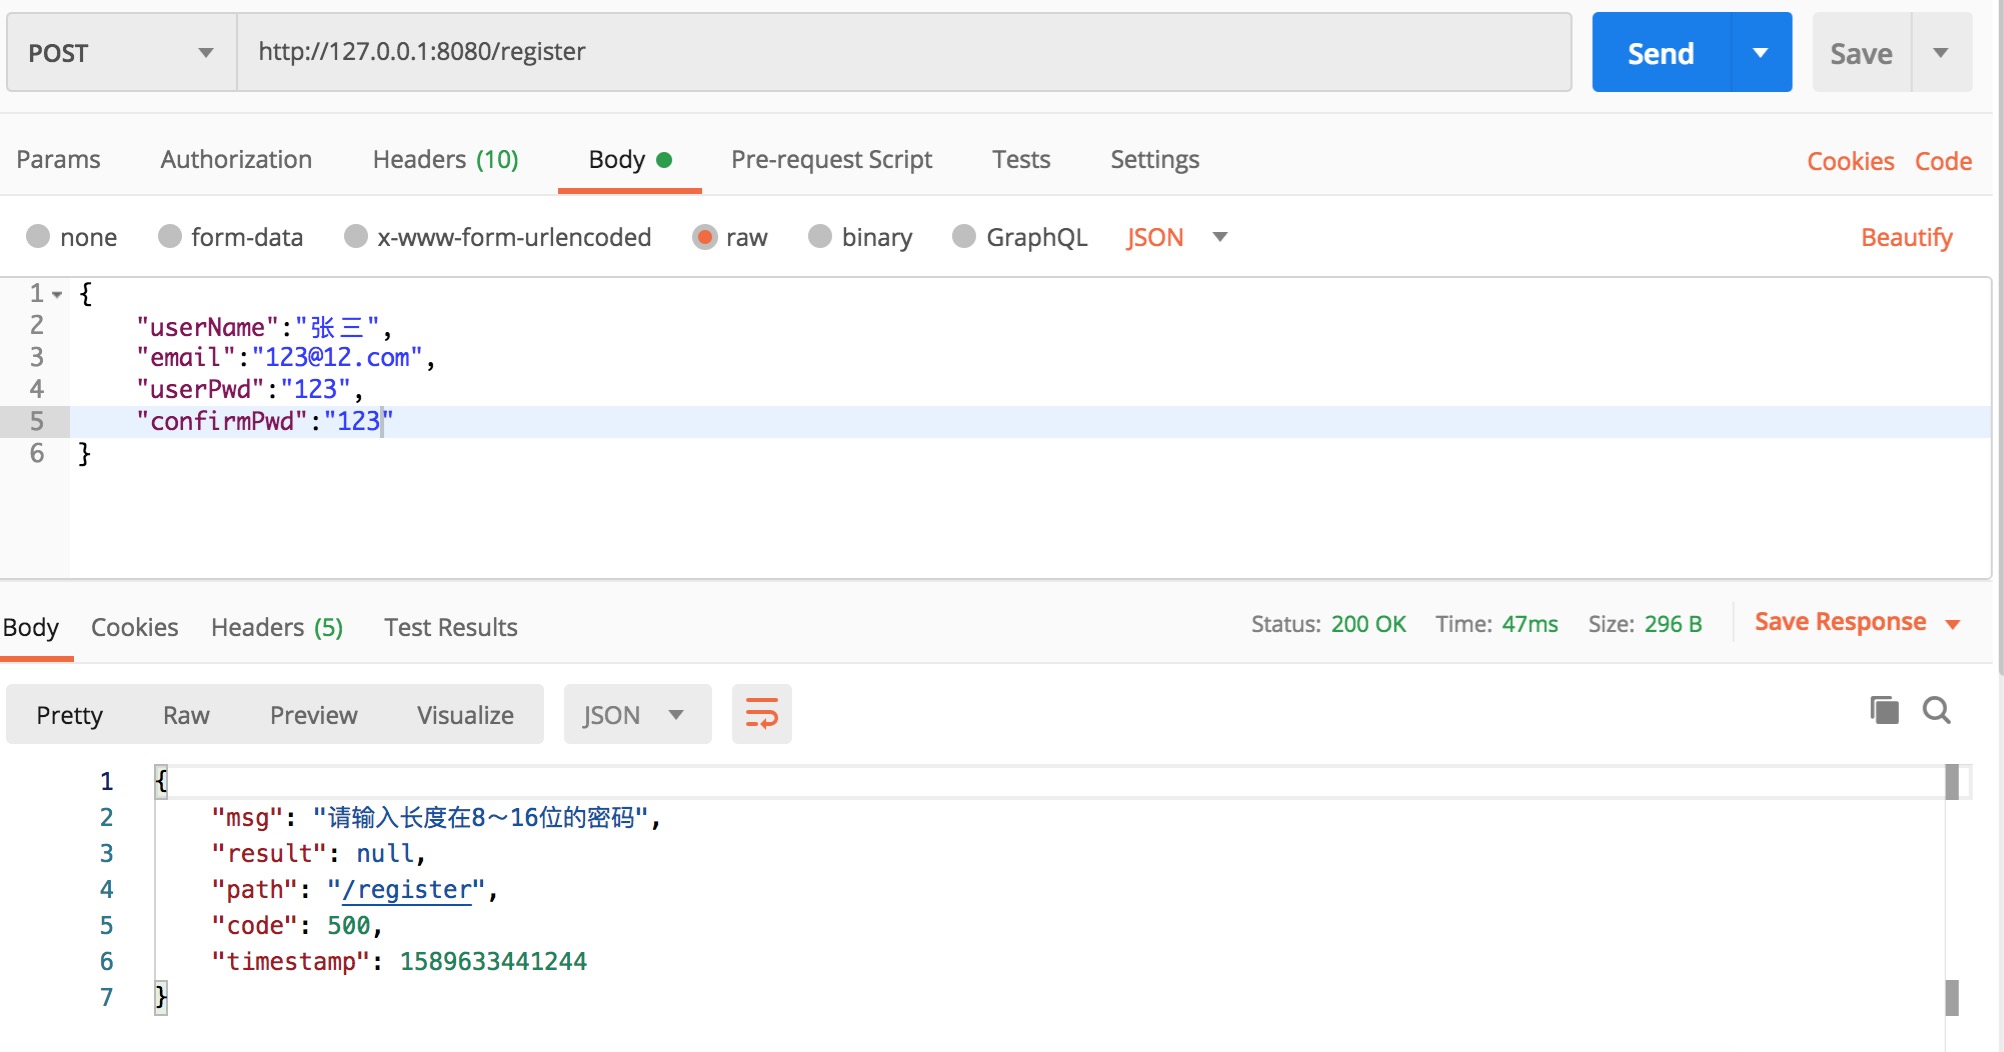 POST http://127.0.0.1:8080/register Send Save
Params Authorization Headers (10) Body Pre-request Script Tests Settings Cookies Code
none form-data x-www-form-urlencoded raw binary GraphQL JSON Beautify
1 {
2 "userName":"张三",
3 "email":"123@12.com",
4 "userPwd":"123",
5 "confirmPwd":"123"
6 }
Body Cookies Headers (5) Test Results Status: 200 OK Time: 47ms Size: 296 B Save Response
Pretty Raw Preview Visualize JSON
1 {
2 "msg": "请输入长度在8～16位的密码",
3 "result": null,
4 "path": "/register",
5 "code": 500,
6 "timestamp": 1589633441244
7 }